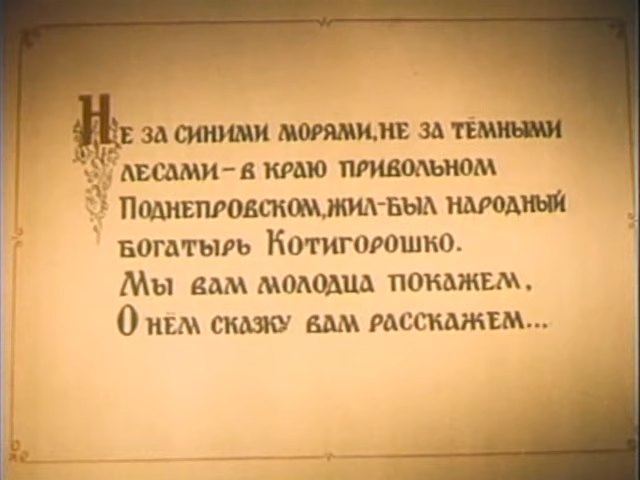 Не за синими морями, не за тёмными
лесами – в краю привольном
Поднепровском, жил-был народный
богатырь Котигорошко.
Мы вам молодца покажем,
О нём сказку вам расскажем...